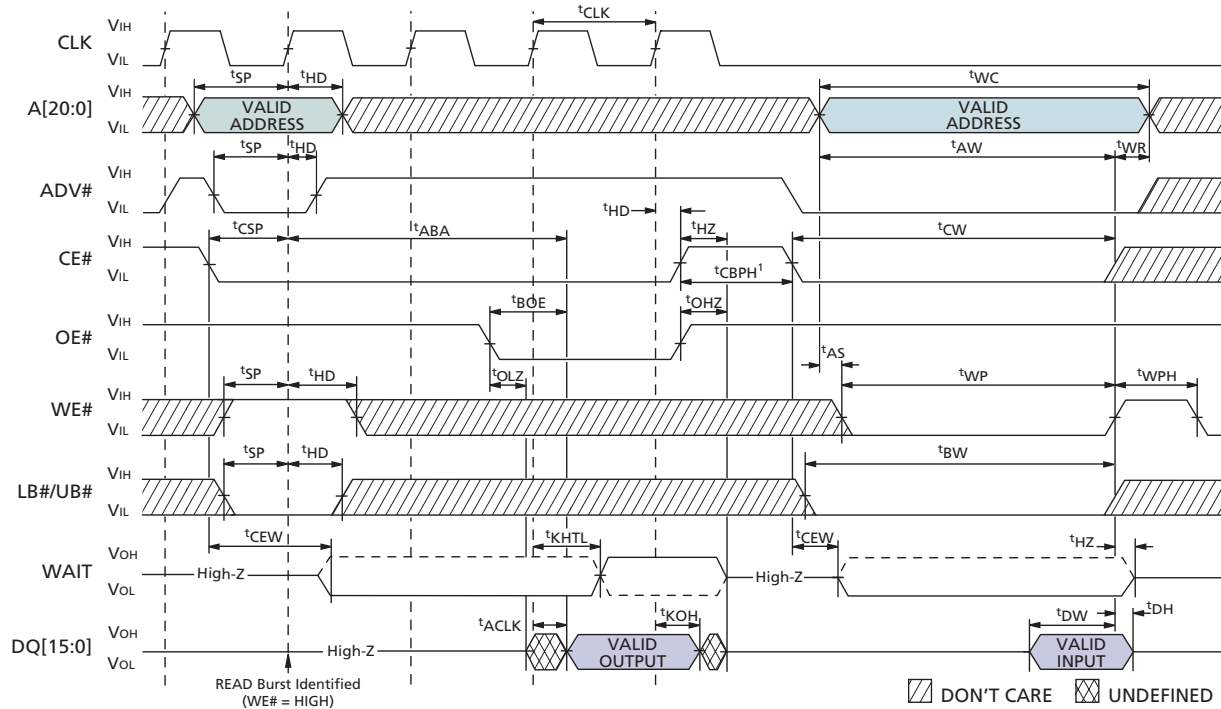 tCLK
CLK
VIH
VIL
tSP
tHD
tWC
A[20:0]
VIH
VIL
VALID
ADDRESS
VALID
ADDRESS
tSP
tHD
tAW
tWR
ADV#
VIH
VIL
tHD
tCSP
tABA
tHZ
tCW
CE#
VIH
VIL
tCBPH1
tBOE
tOHZ
OE#
VIH
VIL
tAS
tOLZ
tSP
tHD
tWP
tWPH
WE#
VIH
VIL
tSP
tHD
tBW
LB#/UB#
VIH
VIL
tCEW
tKHTL
tCEW
tHZ
WAIT
VOH
VOL
High-Z
High-Z
tACLK
tKOH
tDW
tDH
DQ[15:0]
VOH
VOL
High-Z
VALID
OUTPUT
VALID
INPUT
READ Burst Identified
(WE# = HIGH)
DON'T CARE
UNDEFINED